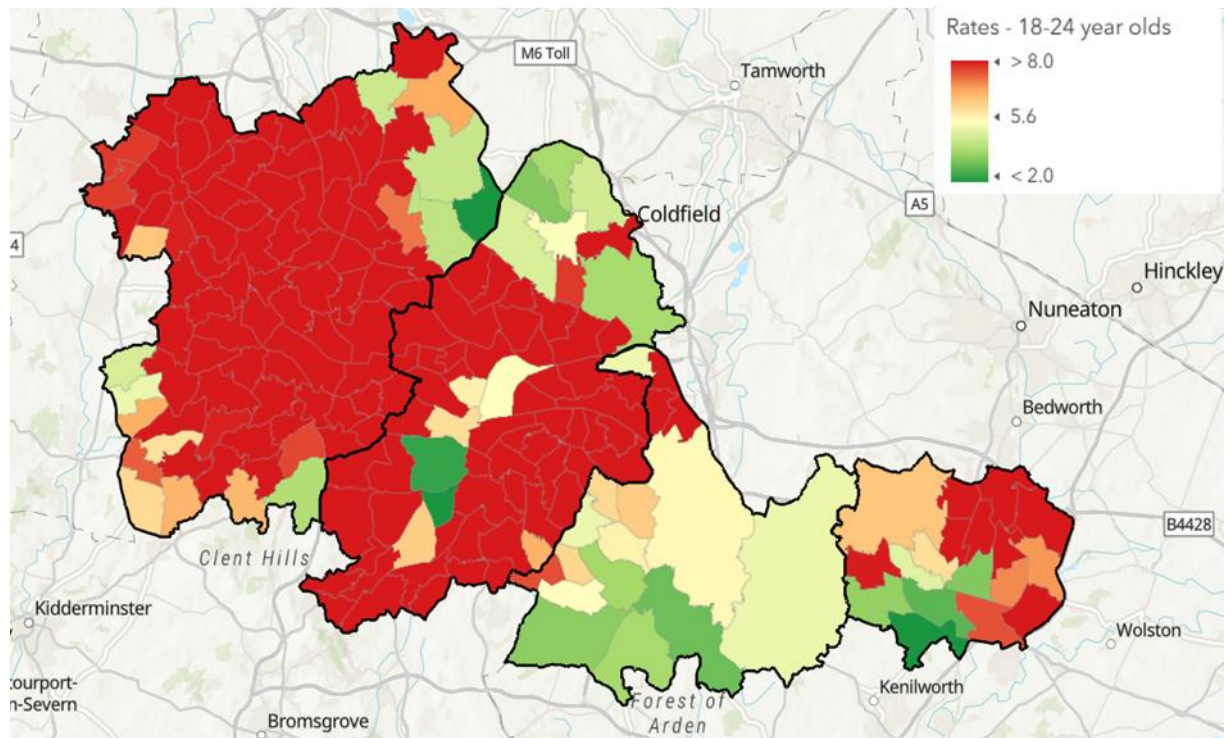 Rates - 18-24 year olds
> 8.0
5.6
< 2.0
M6 Toll
Tamworth
A5
Coldfield
4
Hinckley
Nuneaton
Bedworth
B4428
Clent Hills
Kidderminster
Wolston
Kenilworth
ourport-
n-Severn
Forest of
Arden
Bromsgrove